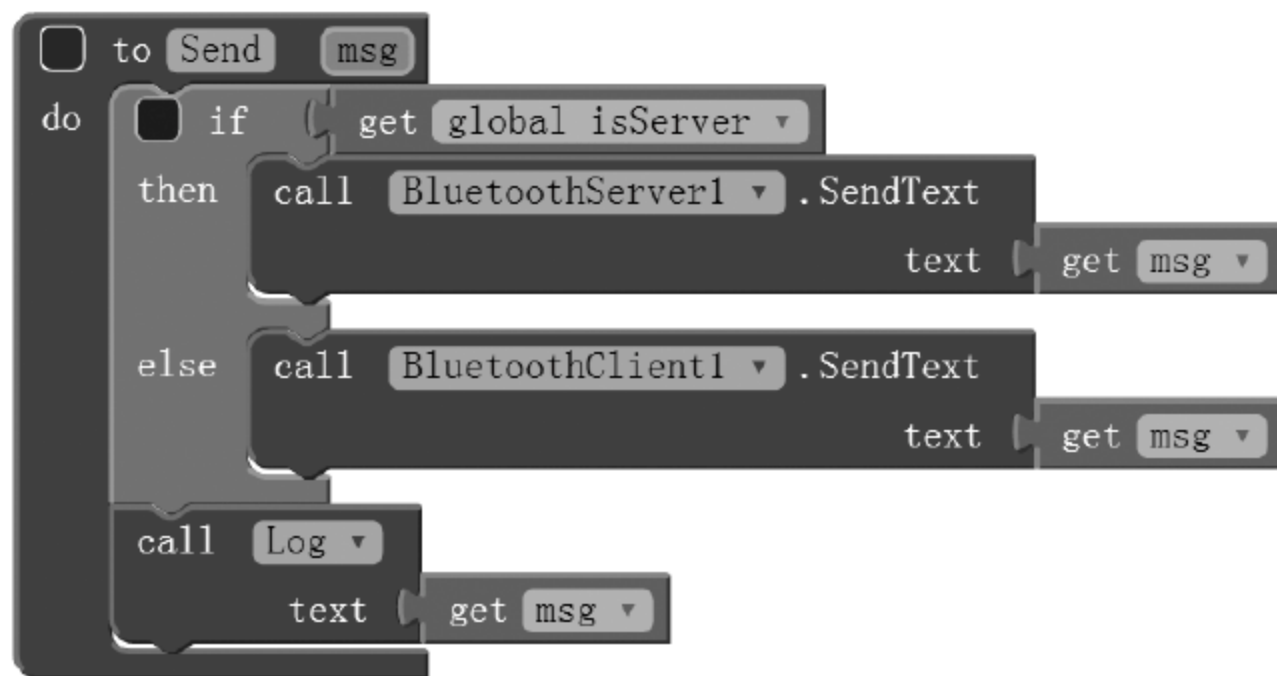 to Send msg
do if get global isServer
then call BluetoothServer1 .SendText
text get msg
else call BluetoothClient1 .SendText
text get msg
call Log
text get msg